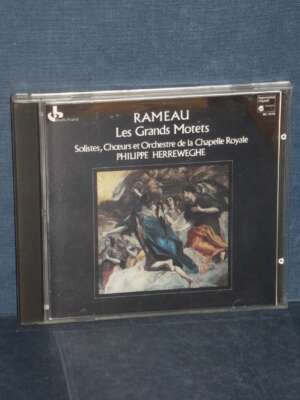 RAMEAU
Les Grands Motets
Solistes, Chœurs et Orchestre de la Chapelle Royale
PHILIPPE HERREWEGHE